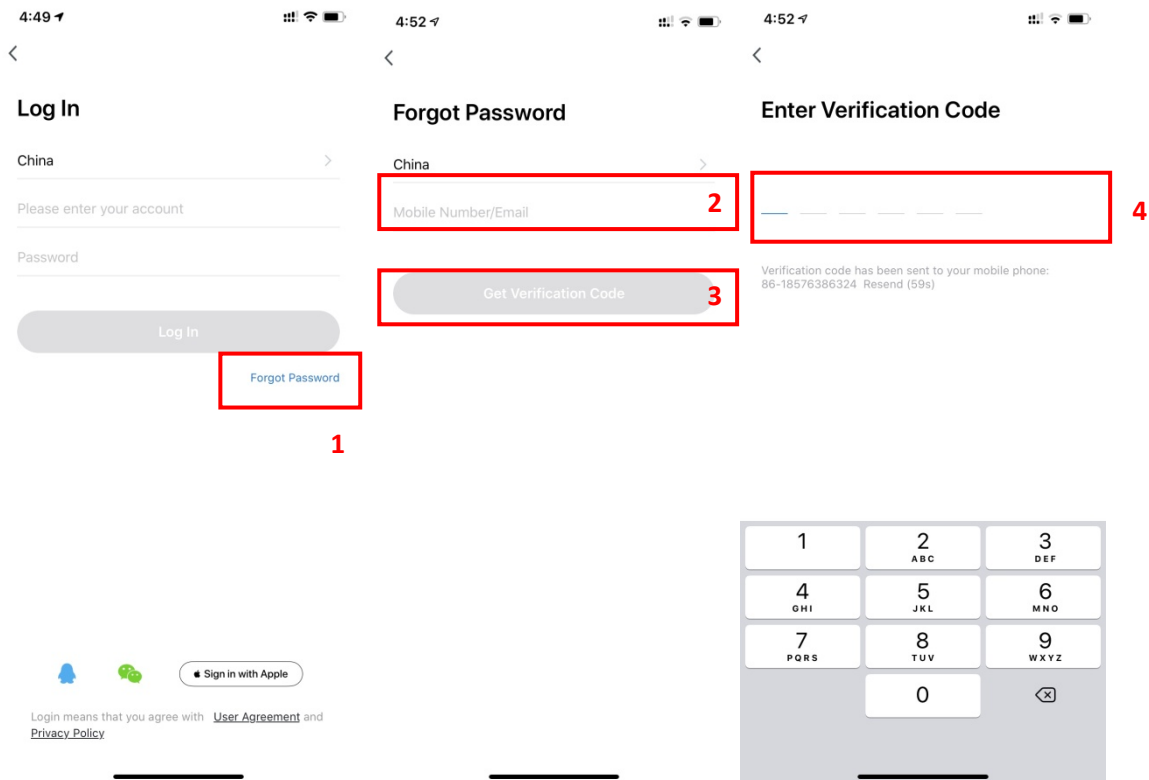 4:49
Log In
China
Please enter your account
Password
Log In
Forgot Password
1
Sign in with Apple
Login means that you agree with User Agreement and
Privacy Policy
4:52
Forgot Password
China
Mobile Number/Email
2
Get Verification Code
3
4:52
Enter Verification Code
4
Verification code has been sent to your mobile phone:
86-18576386324 Resend (59s)
1
2
ABC
3
DEF
4
GHI
5
JKL
6
MNO
7
PQRS
8
TUV
9
WXYZ
0